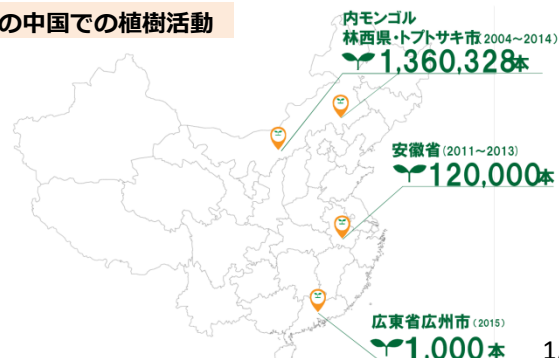 の中国での植樹活動
内モンゴル
林西県・トプトサキ市(2004～2014)
1,360,328本
安徽省(2011～2013)
120,000本
広東省広州市(2015)
1,000本